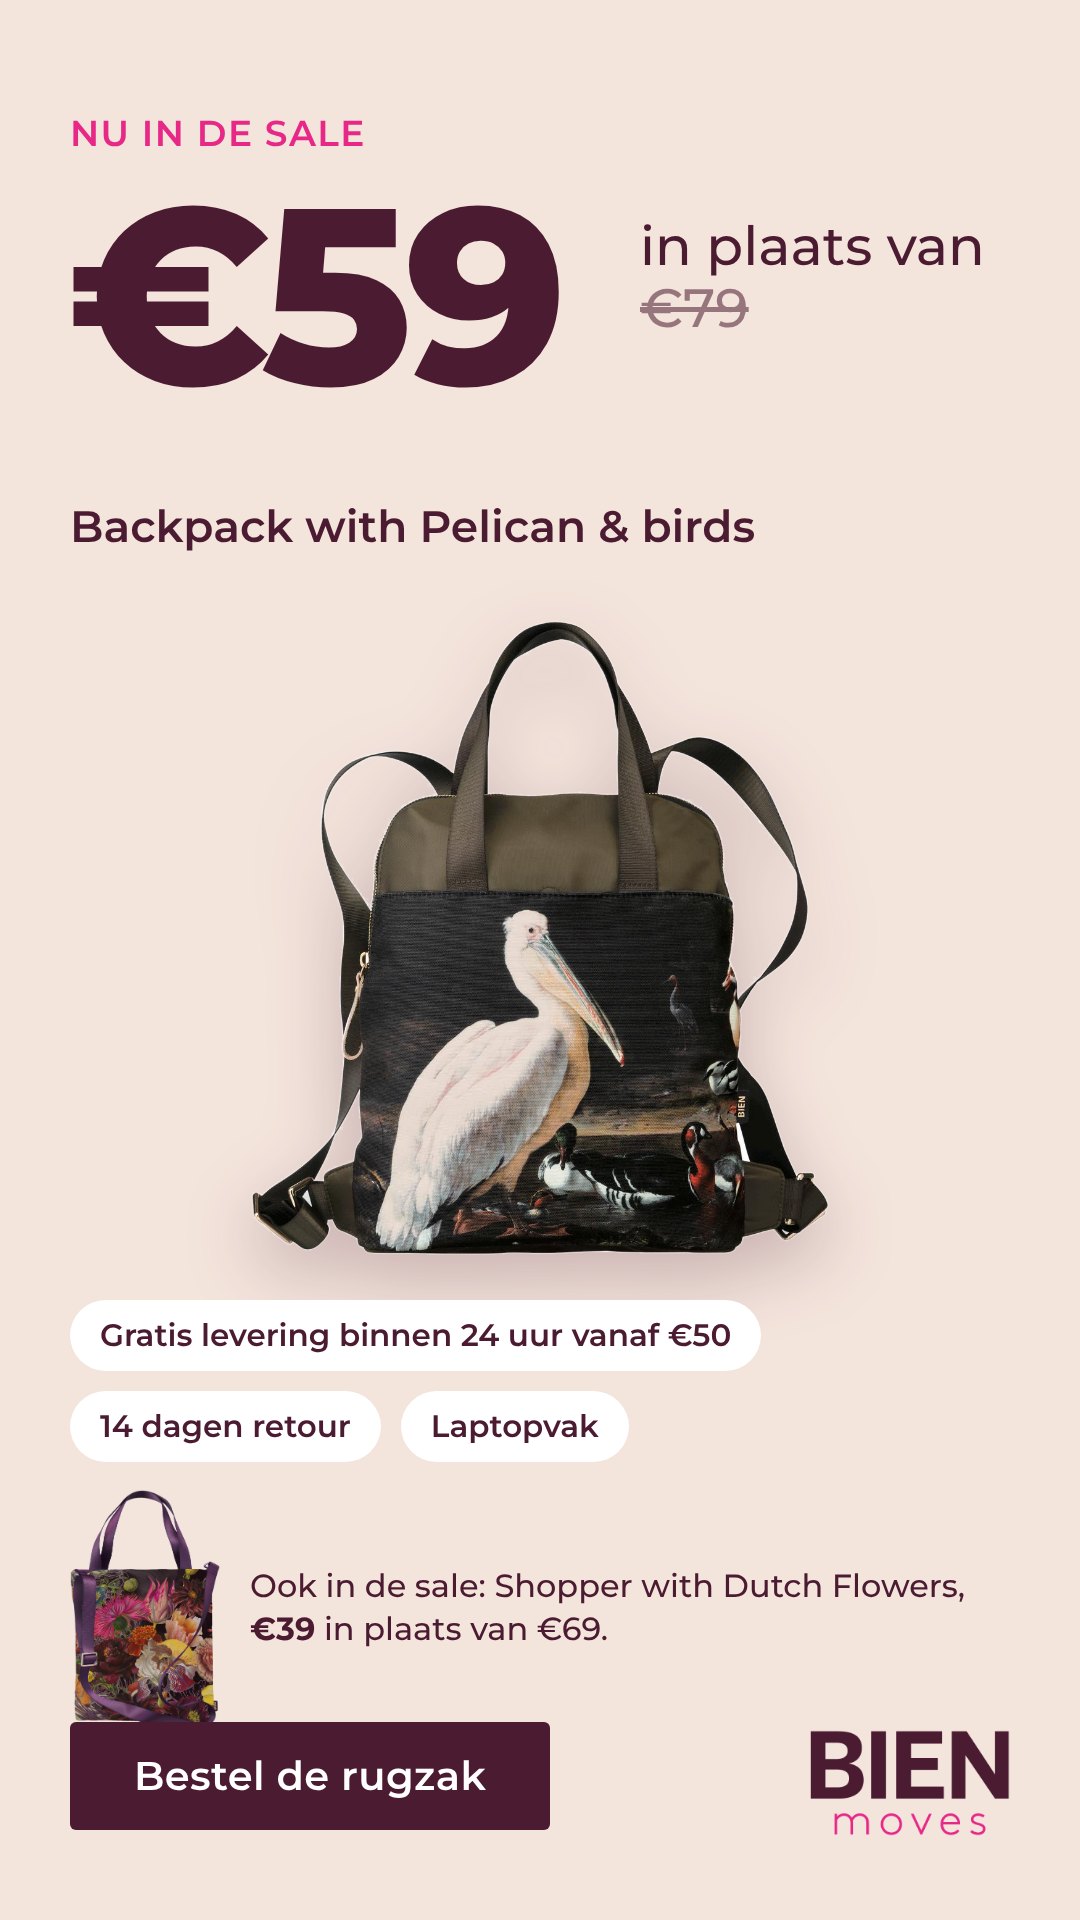 NU IN DE SALE
€59
in plaats van
€79
Backpack with Pelican & birds
BIEN
Gratis levering binnen 24 uur vanaf €50
14 dagen retour
Laptopvak
Ook in de sale: Shopper with Dutch Flowers,
€39 in plaats van €69.
Bestel de rugzak
BIEN
moves